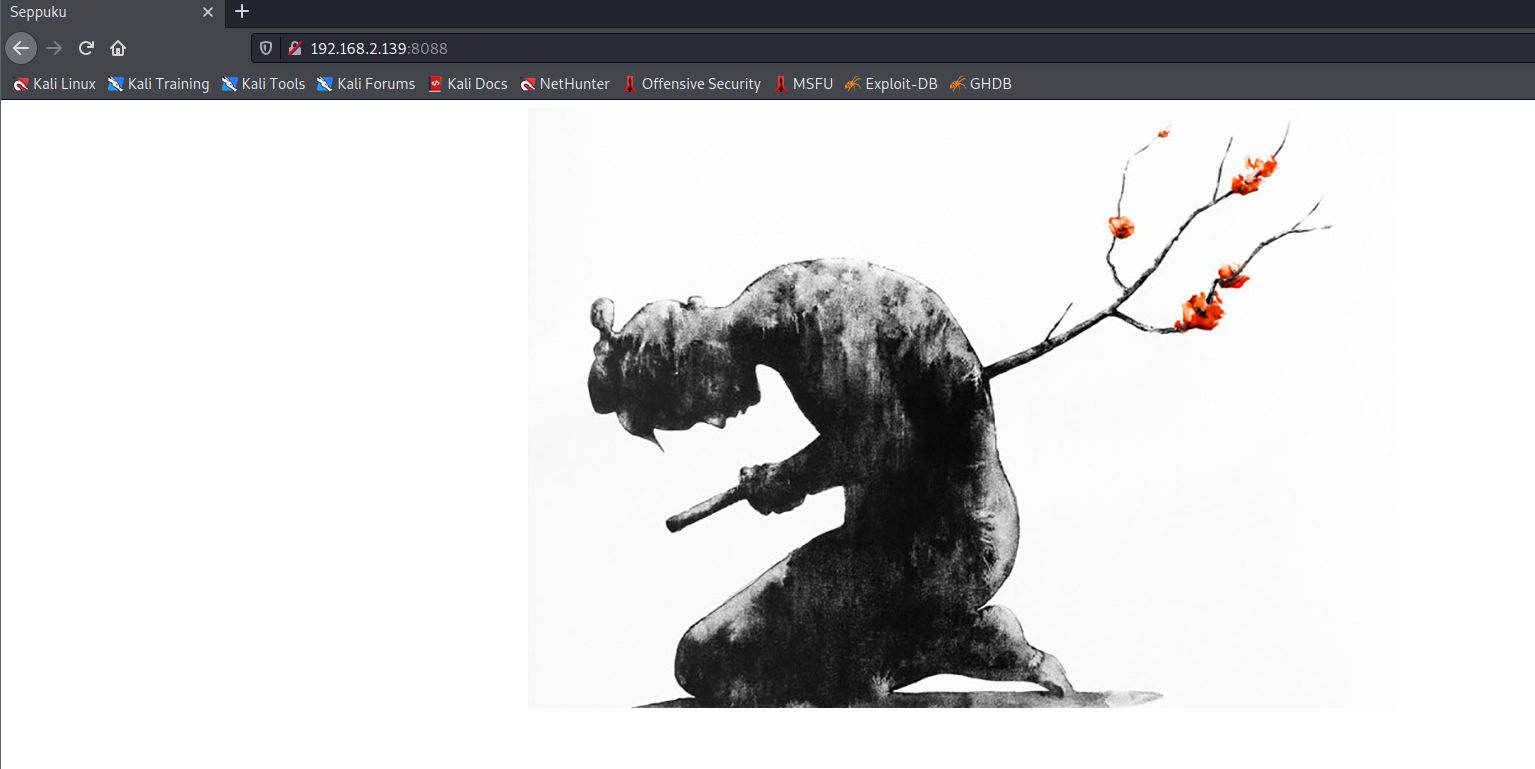 Seppuku
192.168.2.139:8088
Kali Linux Kali Training Kali Tools Kali Forums Kali Docs NetHunter Offensive Security MSFU Exploit-DB GHDB